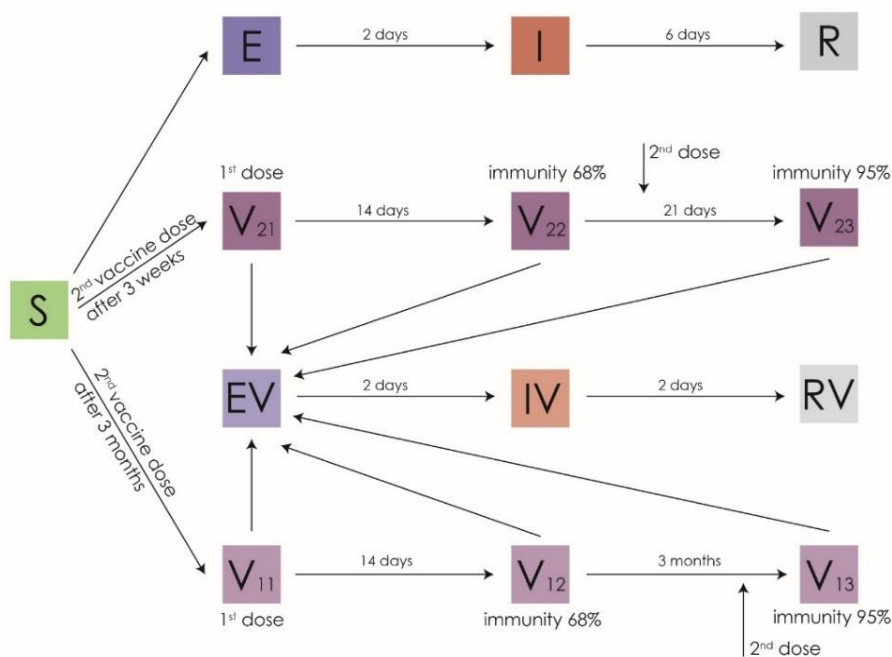 E
2 days
I
6 days
R
1st dose
V21
14 days
immunity 68%
V22
2nd dose
21 days
immunity 95%
V23
S
2nd vaccine dose
after 3 weeks
2nd vaccine dose
after 3 months
EV
2 days
IV
2 days
RV
V11
1st dose
14 days
V12
immunity 68%
3 months
2nd dose
V13
immunity 95%